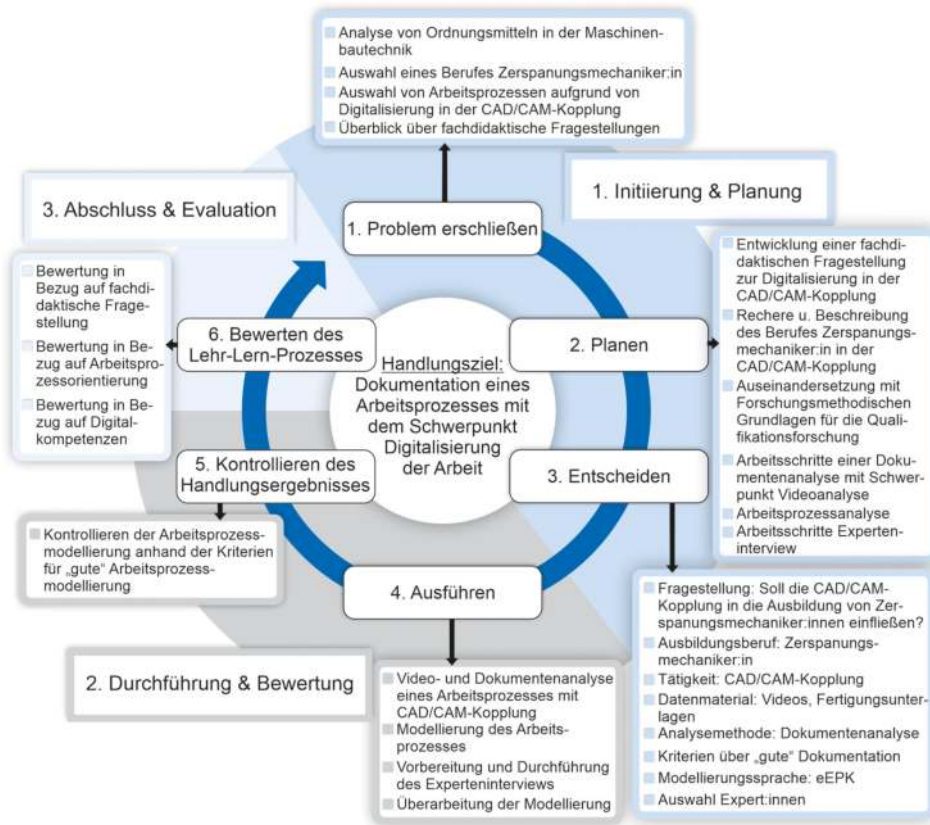 Analyse von Ordnungsmitteln in der Maschinen-
bautechnik
Auswahl eines Berufes Zerspanungsmechaniker:in
Auswahl von Arbeitsprozessen aufgrund von
Digitalisierung in der CAD/CAM-Kopplung
Überblick über fachdidaktische Fragestellungen
1. Initiierung & Planung
3. Abschluss & Evaluation
1. Problem erschließen
Entwicklung einer fachdi-
daktischen Fragestellung
zur Digitalisierung in der
CAD/CAM-Kopplung
Rechere u. Beschreibung
des Berufes Zerspanungs-
mechaniker:in in der
CAD/CAM-Kopplung
Auseinandersetzung mit
Forschungsmethodischen
Grundlagen für die Quali-
fikationsforschung
Arbeitsschritte einer Doku-
mentenanalyse mit Schwer-
punkt Videoanalyse
Arbeitsprozessanalyse
Arbeitsschritte Experten-
interview
2. Planen
Bewertung in
Bezug auf fachdi-
daktische Frage-
stellung
Bewertung in Be-
zug auf Arbeitspro-
zessorientierung
Bewertung in Be-
zug auf Digital-
kompetenzen
6. Bewerten des
Lehr-Lern-Prozesses
Handlungsziel:
Dokumentation eines
Arbeitsprozesses mit
dem Schwerpunkt
Digitalisierung
der Arbeit
3. Entscheiden
5. Kontrollieren des
Handlungsergebnisses
Kontrollieren der Arbeitsprozess-
modellierung anhand der Kriterien
für „gute“ Arbeitsprozess-
modellierung
4. Ausführen
Fragestellung: Soll die CAD/CAM-
Kopplung in die Ausbildung von Zer-
spanungsmechaniker:innen einfließen?
Ausbildungsberuf: Zerspanungs-
mechaniker:in
Tätigkeit: CAD/CAM-Kopplung
Datenmaterial: Videos, Fertigungsunter-
lagen
Analysemethode: Dokumentenanalyse
Kriterien über „gute“ Dokumentation
Modellierungssprache: eEPK
Auswahl Expert:innen
2. Durchführung & Bewertung
Video- und Dokumentenanalyse
eines Arbeitsprozesses mit
CAD/CAM-Kopplung
Modellierung des Arbeits-
prozesses
Vorbereitung und Durchführung
des Experteninterviews
Überarbeitung der Modellierung